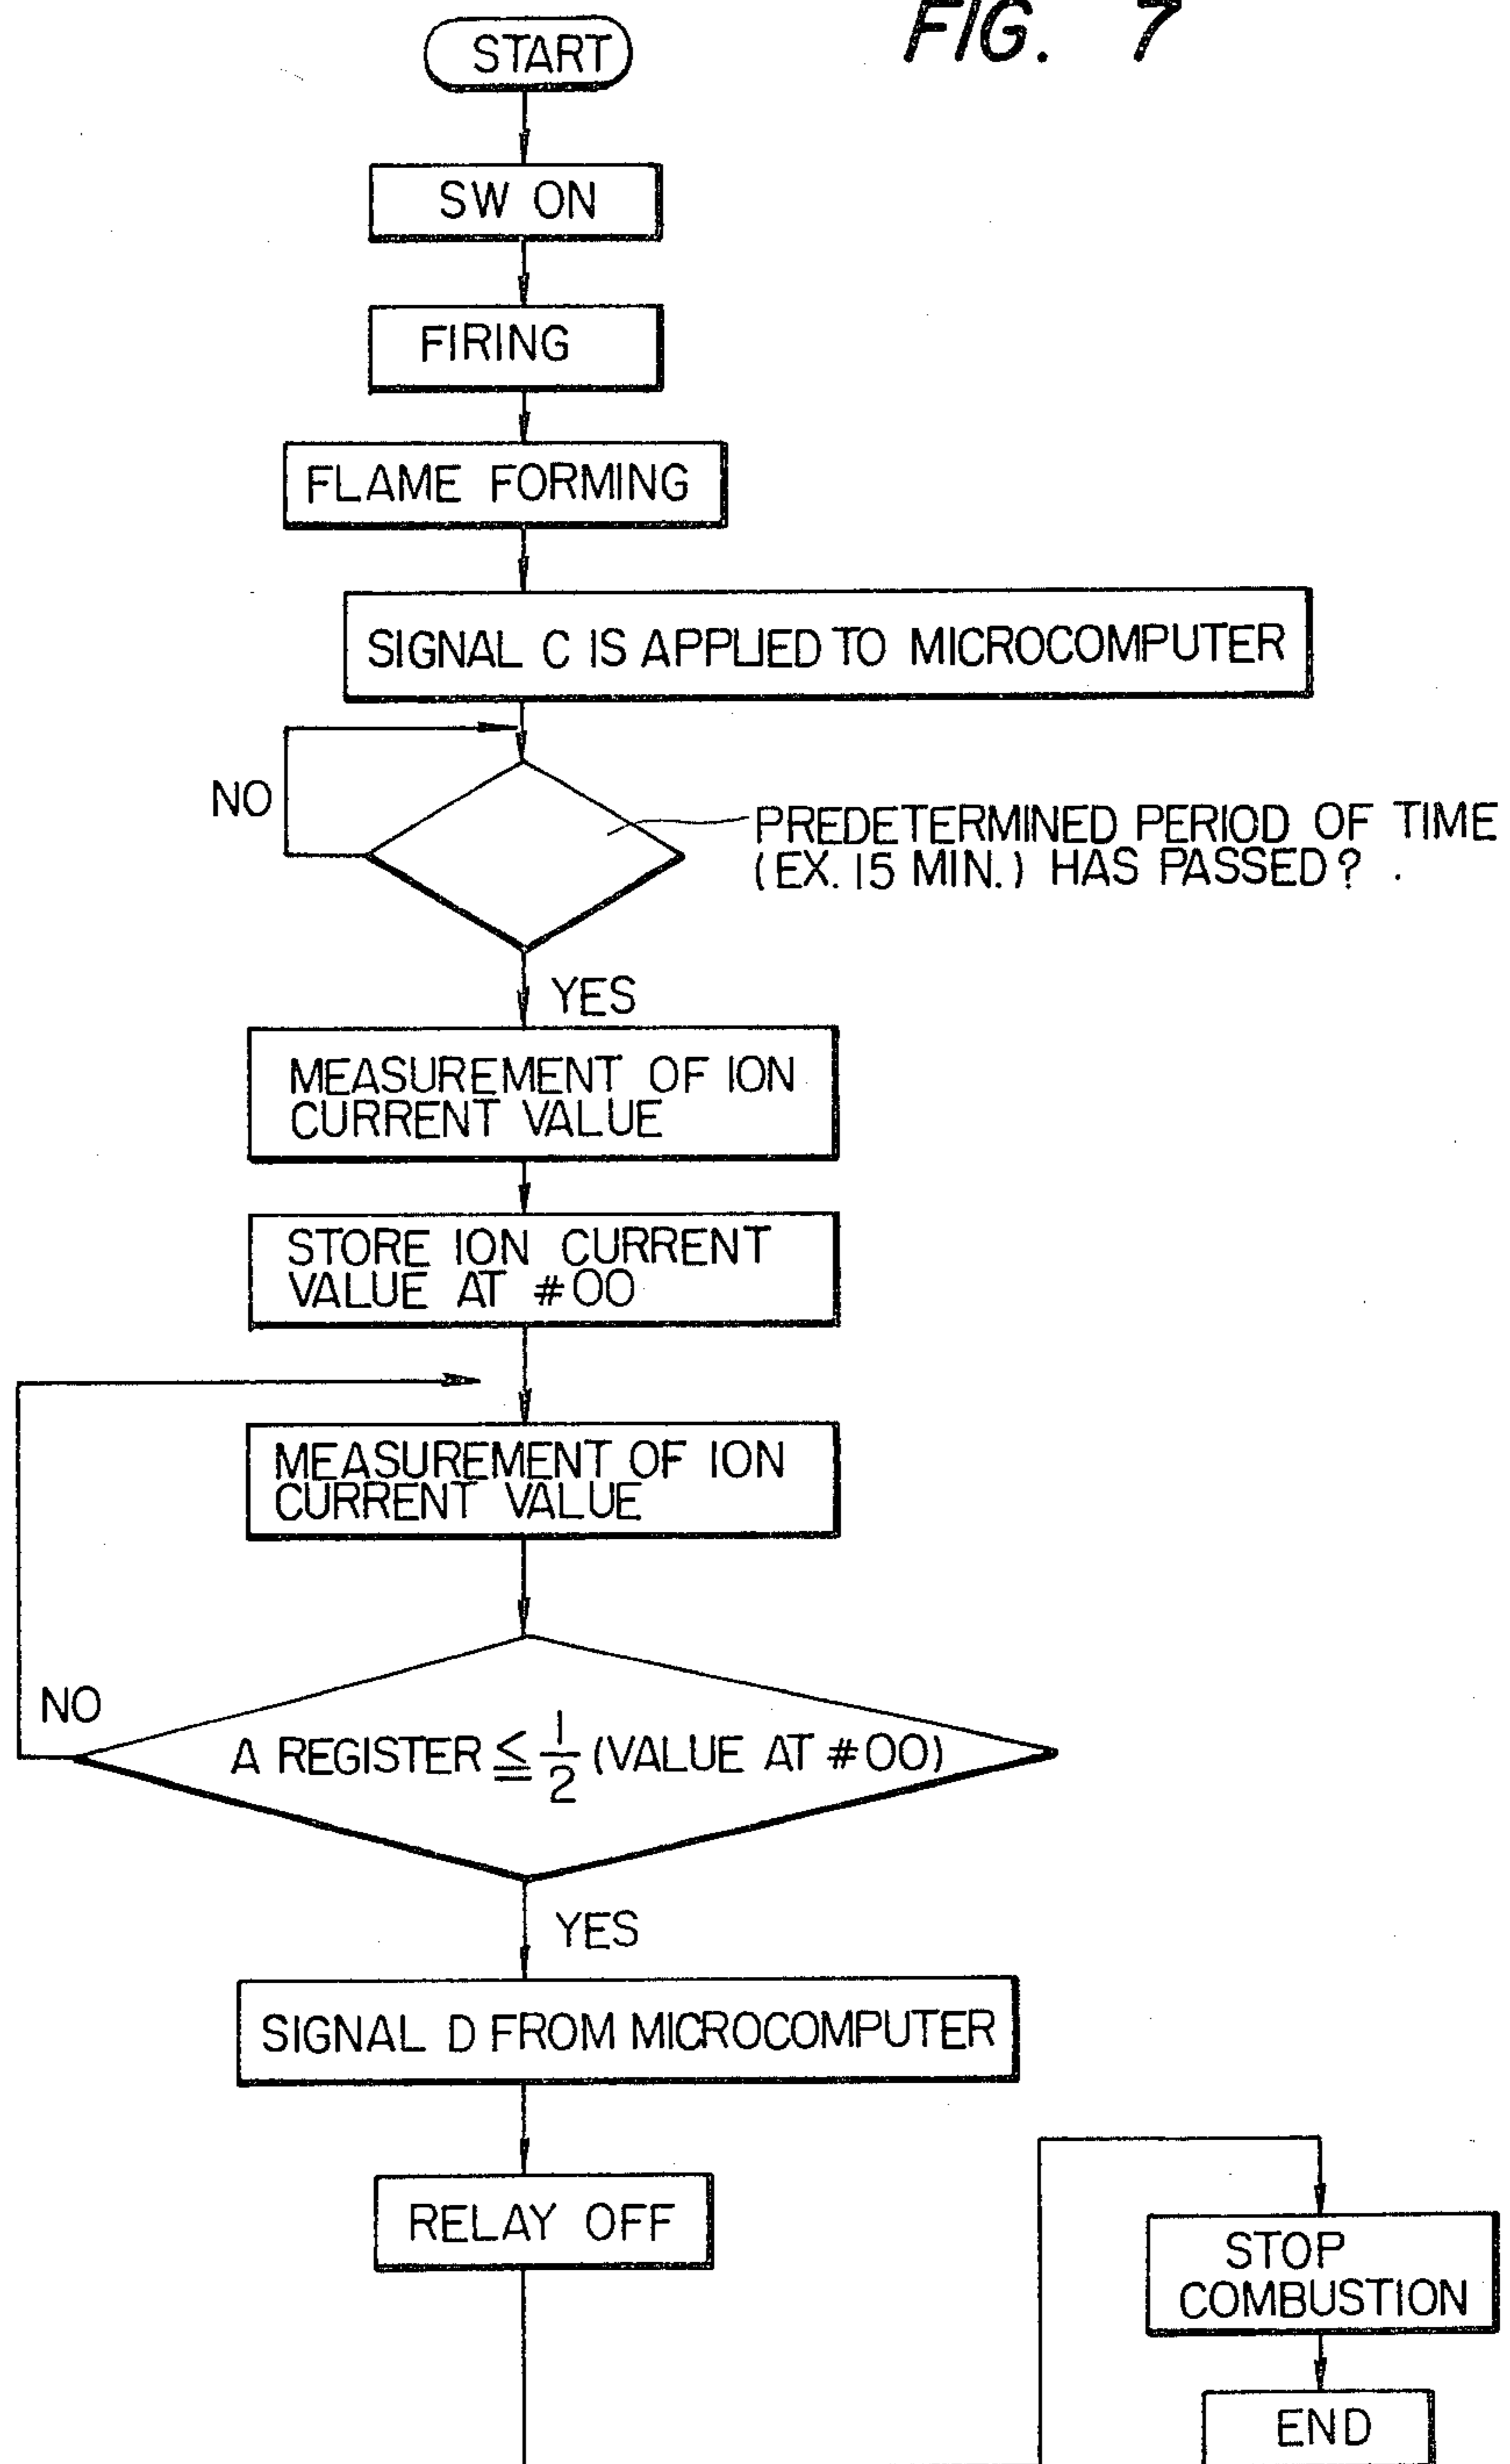 FIG. 7
START
SW ON
FIRING
FLAME FORMING
SIGNAL C IS APPLIED TO MICROCOMPUTER
NO
PREDETERMINED PERIOD OF TIME
(EX. 15 MIN.) HAS PASSED?
YES
MEASUREMENT OF ION
CURRENT VALUE
STORE ION CURRENT
VALUE AT #00
MEASUREMENT OF ION
CURRENT VALUE
NO
A REGISTER ≦ 1/2 (VALUE AT #00)
YES
SIGNAL D FROM MICROCOMPUTER
RELAY OFF
STOP
COMBUSTION
END